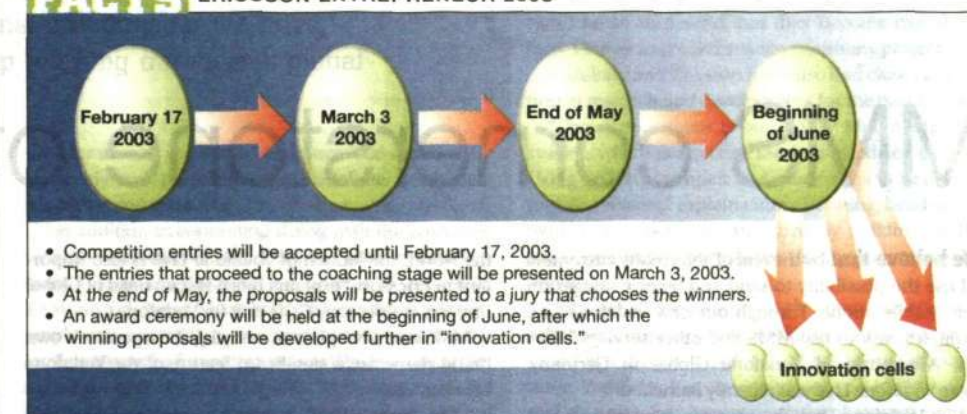 FACTS ERICSSON ENTREPRENEUR 2003
February 17
2003
March 3
2003
End of May
2003
Beginning
of June
2003
• Competition entries will be accepted until February 17, 2003.
• The entries that proceed to the coaching stage will be presented on March 3, 2003.
• At the end of May, the proposals will be presented to a jury that chooses the winners.
• An award ceremony will be held at the beginning of June, after which the
winning proposals will be developed further in "innovation cells."
Innovation cells